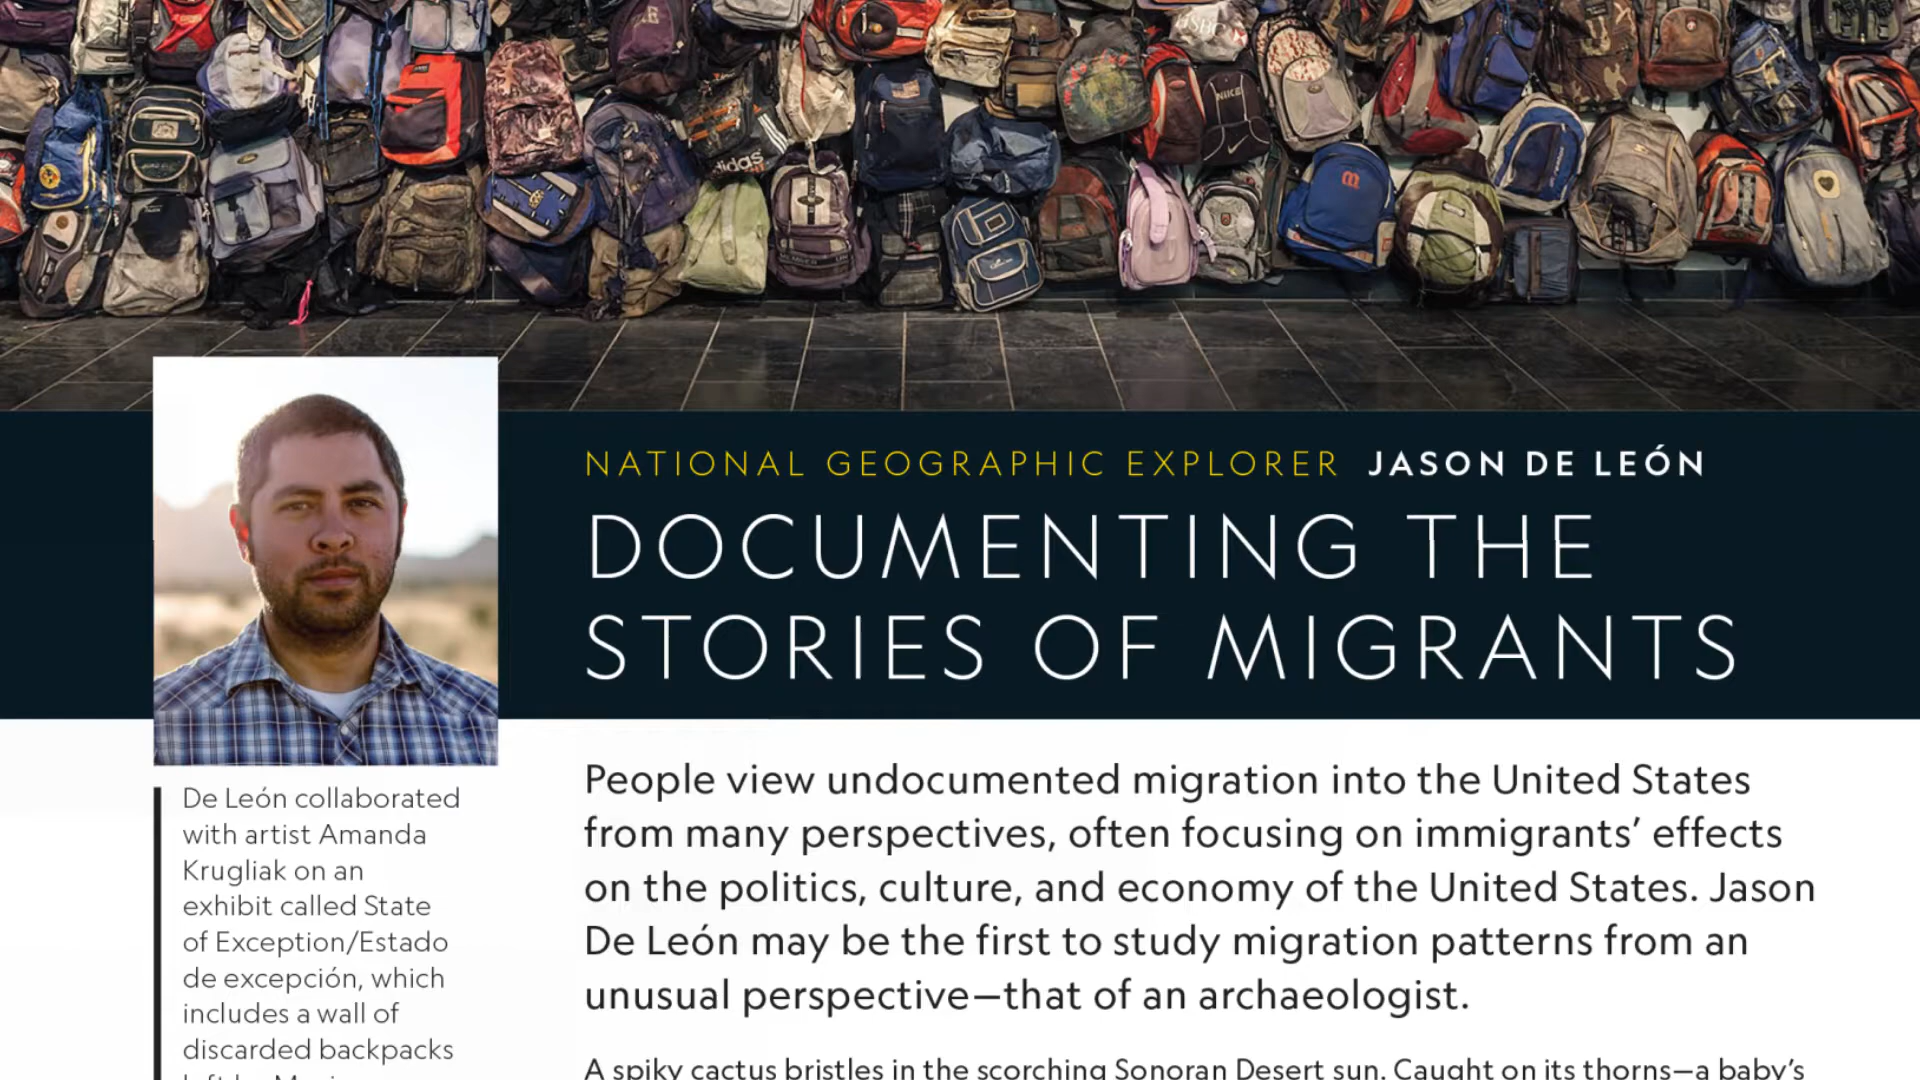 NIKE
adidas
NATIONAL GEOGRAPHIC EXPLORER JASON DE LEÓN
DOCUMENTING THE
STORIES OF MIGRANTS
De León collaborated
with artist Amanda
Krugliak on an
exhibit called State
of Exception/Estado
de excepción, which
includes a wall of
discarded backpacks
People view undocumented migration into the United States
from many perspectives, often focusing on immigrants’ effects
on the politics, culture, and economy of the United States. Jason
De León may be the first to study migration patterns from an
unusual perspective—that of an archaeologist.
A spiky cactus bristles in the scorching Sonoran Desert sun. Caught on its thorns—a baby’s